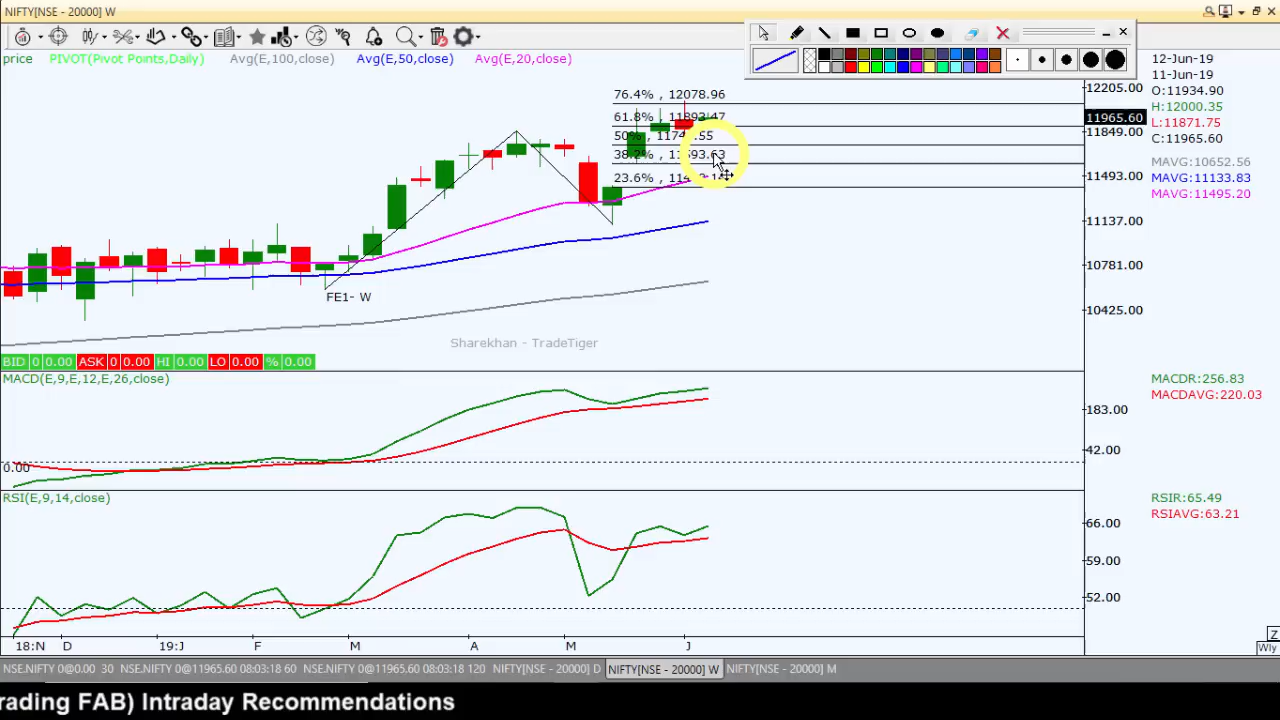 NIFTY[NSE - 20000] W
price PIVOT(Pivot Points,Daily) Avg(E,100,close) Avg(E,50,close) Avg(E,20,close)
12-Jun-19
11-Jun-19
O:11934.90
H:12000.35
L:11871.75
C:11965.60
MAVG:10652.56
MAVG:11133.83
MAVG:11495.20
12205.00
11965.60
11849.00
11493.00
11137.00
10781.00
10425.00
76.4% , 12078.96
61.8% , 11893.47
50%
38.2% , 11593.63
23.6% ,
FE1- W
Sharekhan - TradeTiger
BID 0 0.00 ASK 0 0.00 HI 0.00 LO 0.00 % 0.00
MACD(E,9,E,12,E,26,close)
MACDR:256.83
MACDAVG:220.03
183.00
42.00
0.00
RSI(E,9,14,close)
RSIR:65.49
RSIAVG:63.21
66.00
59.00
52.00
18:N D 19:J F M A M J
Z
Wly
NSE.NIFTY 0@0.00 30 NSE.NIFTY 0@11965.60 08:03:18 60 NSE.NIFTY 0@11965.60 08:03:18 120 NIFTY[NSE - 20000] D NIFTY[NSE - 20000] W NIFTY[NSE - 20000] M
rading FAB) Intraday Recommendations